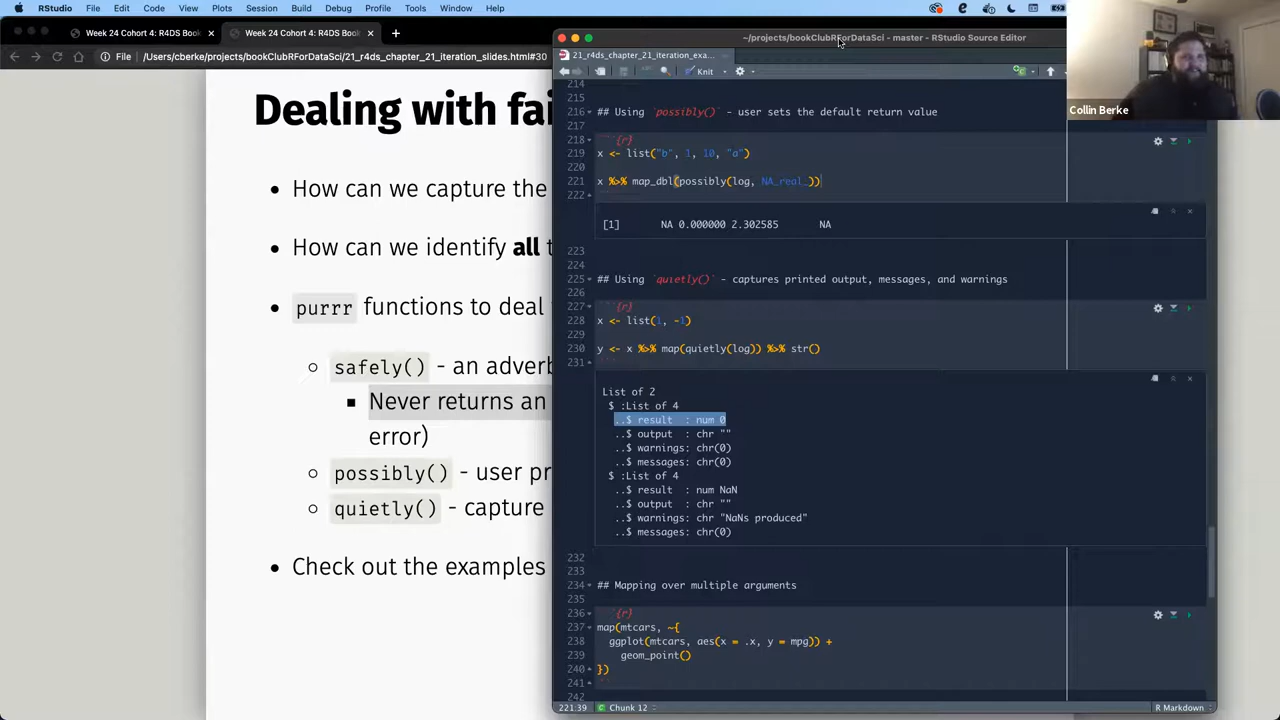 RStudio File Edit Code View Plots Session Build Debug Profile Tools Window Help
Week 24 Cohort 4: R4DS Book
Week 24 Cohort 4: R4DS Book
/Users/cberke/projects/bookClubRForDataSci/21_r4ds_chapter_21_iteration_slides.html#30
Dealing with fai
How can we capture the
How can we identify all t
purrr functions to deal
safely() - an adverb
Never returns an
error)
possibly() - user pr
quietly() - capture
Check out the examples
~/projects/bookClubRForDataSci - master - RStudio Source Editor
21_r4ds_chapter_21_iteration_exa...
Knit
214
215
216 ## Using `possibly()` - user sets the default return value
217
218 ```{r}
219 x <- list("b", 1, 10, "a")
220
221 x %>% map_dbl(possibly(log, NA_real_))
222
[1] NA 0.000000 2.302585 NA
223
224
225 ## Using `quietly()` - captures printed output, messages, and warnings
226
227 ```{r}
228 x <- list(1, -1)
229
230 y <- x %>% map(quietly(log)) %>% str()
231
List of 2
$ :List of 4
..$ result : num 0
..$ output : chr ""
..$ warnings: chr(0)
..$ messages: chr(0)
$ :List of 4
..$ result : num NaN
..$ output : chr ""
..$ warnings: chr "NaNs produced"
..$ messages: chr(0)
232
233
234 ## Mapping over multiple arguments
235
236 ```{r}
237 map(mtcars, ~{
238 ggplot(mtcars, aes(x = .x, y = mpg)) +
239 geom_point()
240 })
241
242
221:39 Chunk 12 R Markdown
Collin Berke